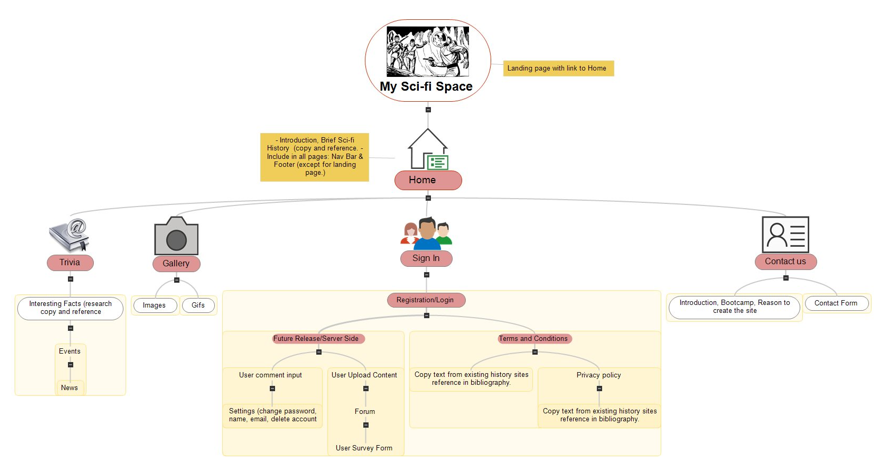 My Sci-fi Space
Landing page with link to Home
- Introduction, Brief Sci-fi
History (copy and reference. -
Include in all pages: Nav Bar &
Footer (except for landing
page.)
Home
Trivia
Gallery
Sign In
Contact us
Interesting Facts (research
copy and reference
Events
News
Images
Gifs
Registration/Login
Future Release/Server Side
User comment input
Settings (change password,
name, email, delete account
User Upload Content
Forum
User Survey Form
Terms and Conditions
Copy text from existing history sites
reference in bibliography.
Privacy policy
Copy text from existing history sites
reference in bibliography.
Introduction, Bootcamp, Reason to
create the site
Contact Form